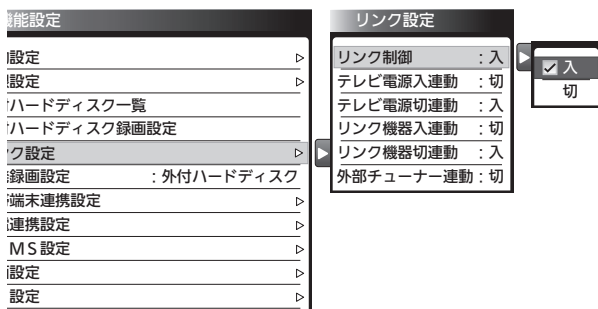 機能設定
設定
設定
ハードディスク一覧
ハードディスク録画設定
ンク設定
録画設定 ：外付ハードディスク
端末連携設定
連携設定
ＭＳ設定
設定
設定
リンク設定
リンク制御 ：入
テレビ電源入連動 ：切
テレビ電源切連動 ：入
リンク機器入連動 ：切
リンク機器切連動 ：入
外部チューナー連動：切
入
切